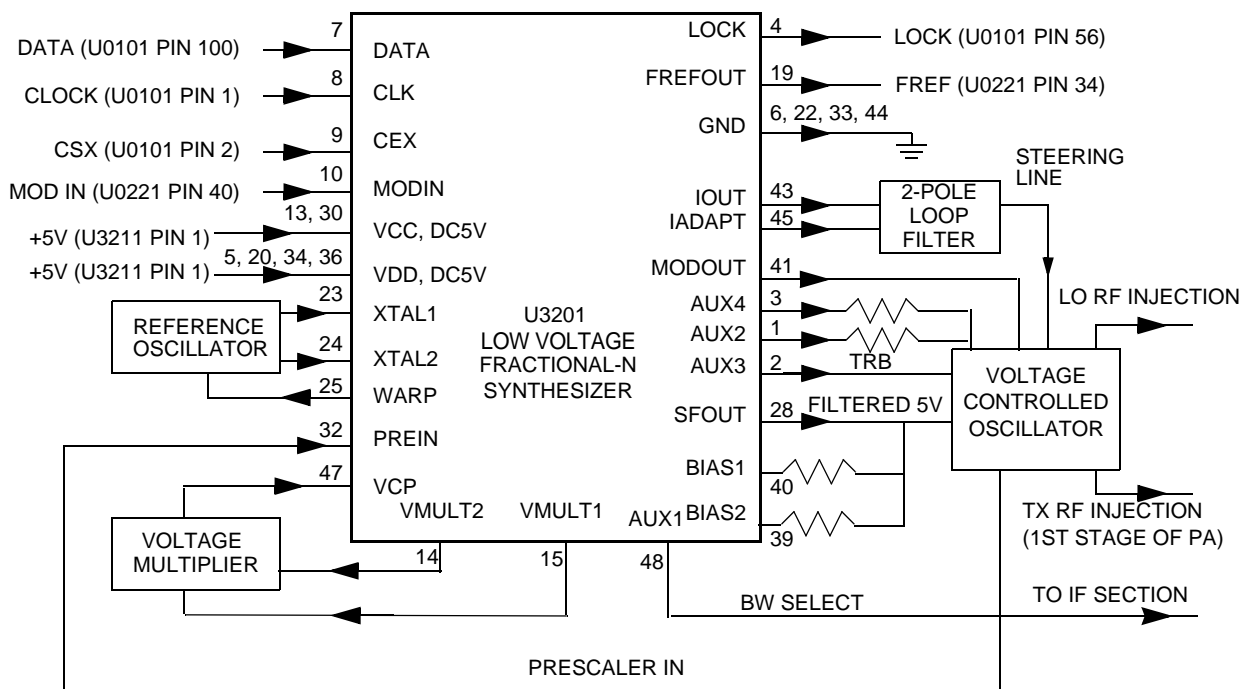 DATA (U0101 PIN 100)
7
DATA
CLOCK (U0101 PIN 1)
8
CLK
CSX (U0101 PIN 2)
9
CEX
MOD IN (U0221 PIN 40)
10
MODIN
+5V (U3211 PIN 1)
13, 30
VCC, DC5V
+5V (U3211 PIN 1)
5, 20, 34, 36
VDD, DC5V
REFERENCE
OSCILLATOR
23
XTAL1
24
XTAL2
25
WARP
32
PREIN
47
VCP
VOLTAGE
MULTIPLIER
VMULT2
14
VMULT1
15
AUX1
48
U3201
LOW VOLTAGE
FRACTIONAL-N
SYNTHESIZER
LOCK
4
LOCK (U0101 PIN 56)
FREFOUT
19
FREF (U0221 PIN 34)
GND
6, 22, 33, 44
IOUT
43
IADAPT
45
2-POLE
LOOP
FILTER
STEERING
LINE
MODOUT
41
AUX4
3
AUX2
1
TRB
AUX3
2
SFOUT
28
FILTERED 5V
BIAS1
40
BIAS2
39
VOLTAGE
CONTROLLED
OSCILLATOR
LO RF INJECTION
TX RF INJECTION
(1ST STAGE OF PA)
BW SELECT
TO IF SECTION
PRESCALER IN